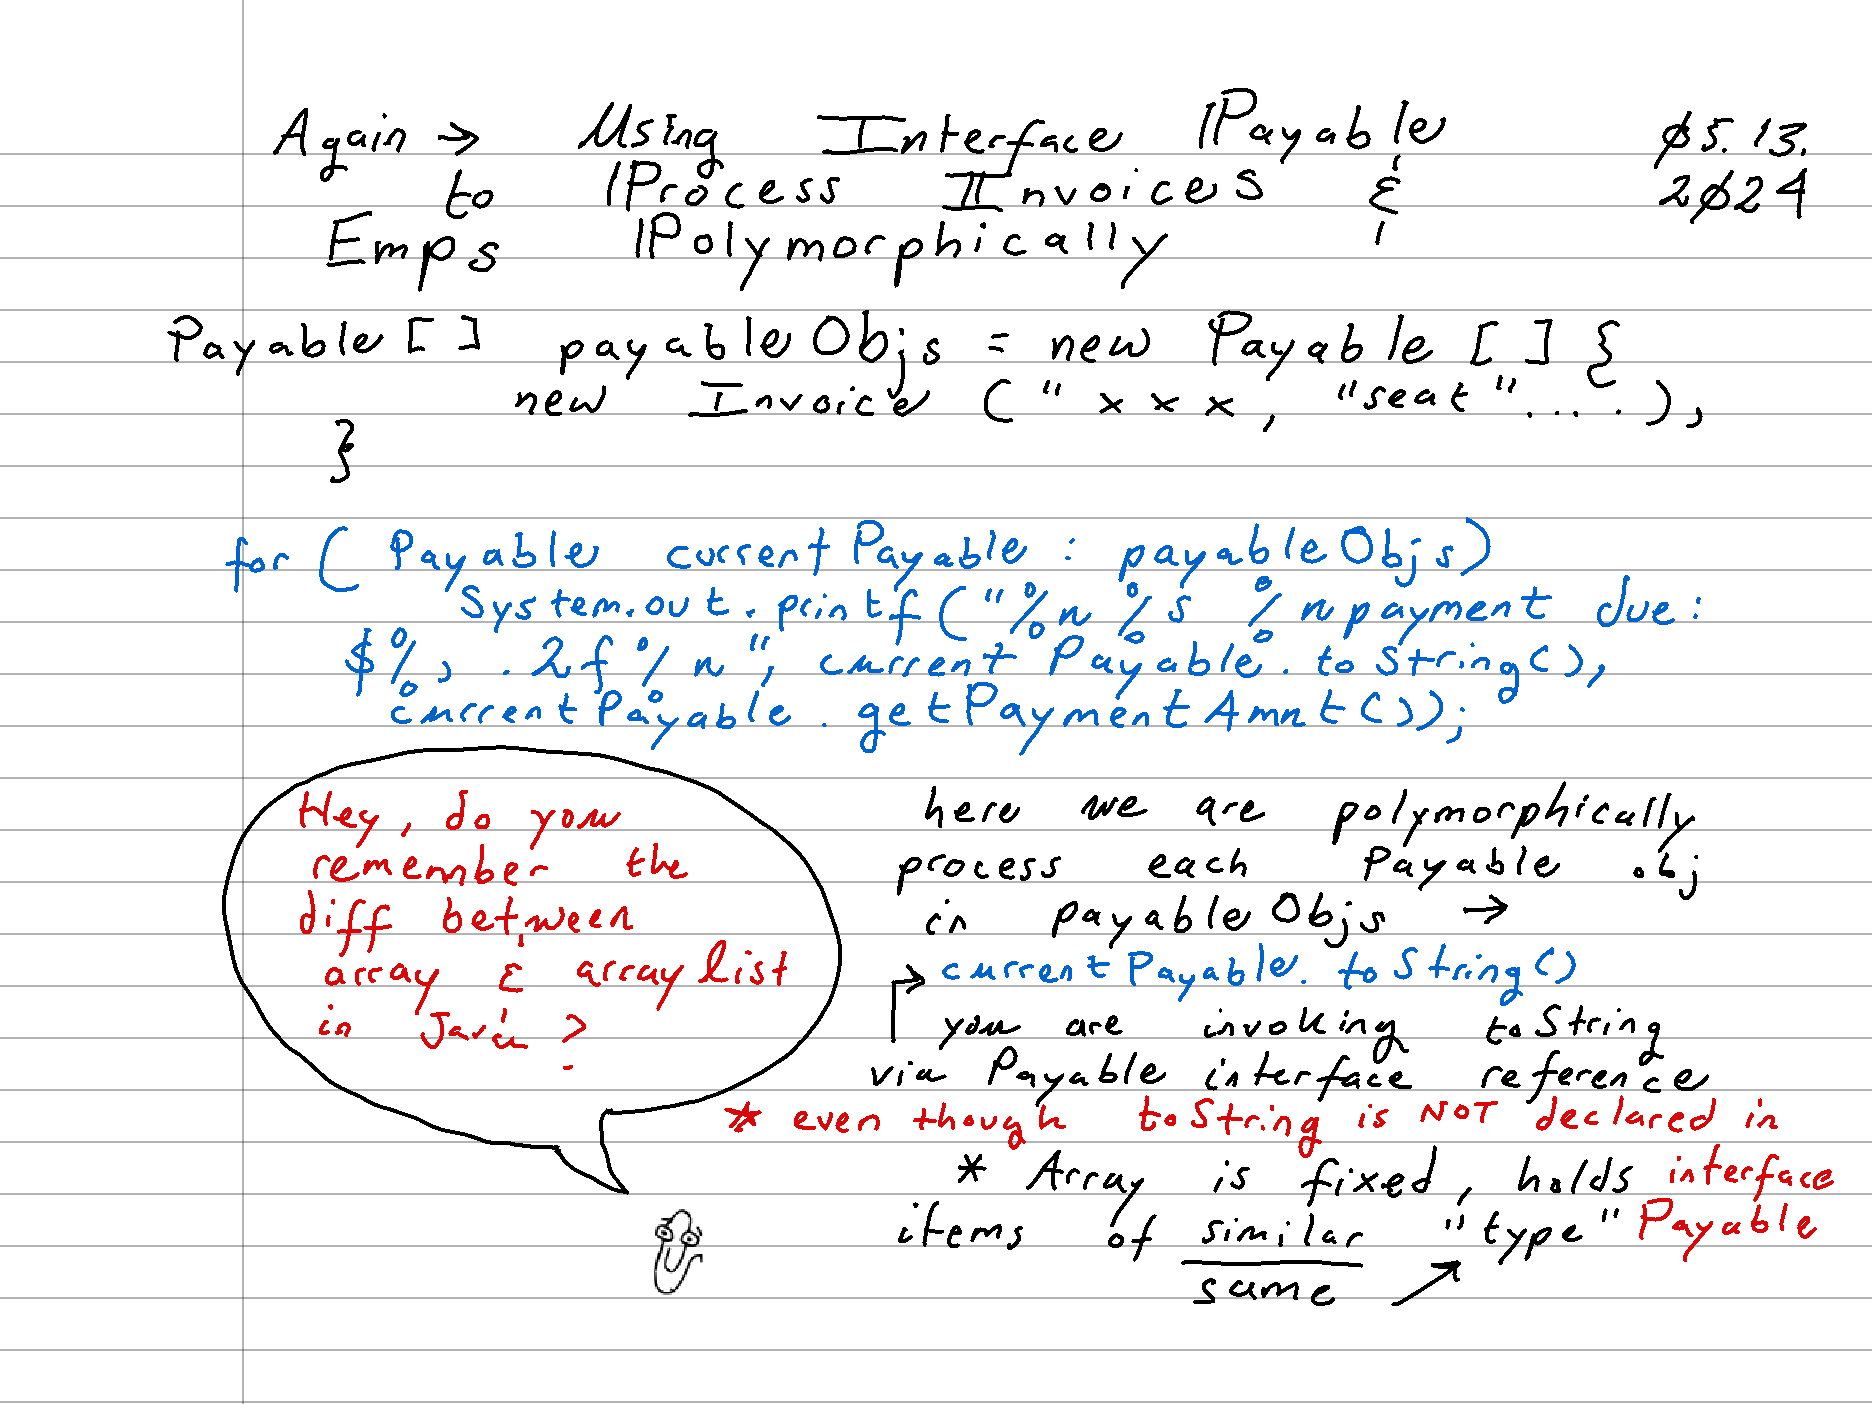 Again → Using Interface Payable 05.13.
to Process Invoices & 2024
Emps Polymorphically
Payable [ ] payableObjs = new Payable [ ] {
new Invoice ( " x x x , "seat" .... ) ,
}
for ( Payable currentPayable : payableObjs )
System.out.printf ( "%n %s %n payment due :
$%, .2f %n ", currentPayable.toString(),
currentPayable.getPaymentAmnt());
Hey, do you
remember the
diff between
array & arraylist
in Java ?
here we are polymorphically
process each Payable obj
in payableObjs →
currentPayable.toString()
you are invoking toString
via Payable interface reference
* even though toString is NOT declared in
interface
Payable
* Array is fixed, holds
items of similar "type"
same